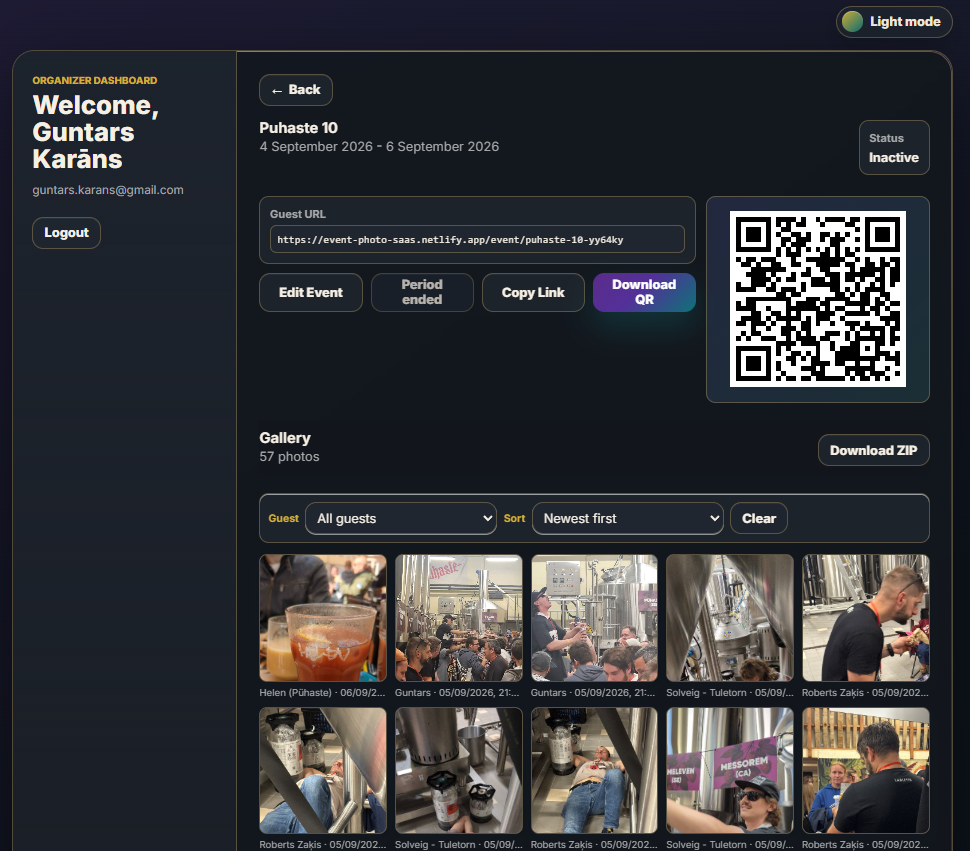 Light mode
ORGANIZER DASHBOARD
Welcome,
Guntars
Karāns
guntars.karans@gmail.com
Logout
← Back
Puhaste 10
4 September 2026 - 6 September 2026
Status
Inactive
Guest URL
https://event-photo-saas.netlify.app/event/puhaste-10-yy64ky
Edit Event
Period
ended
Copy Link
Download
QR
Gallery
57 photos
Download ZIP
Guest
All guests
Sort
Newest first
Clear
Helen (Pühaste) · 06/09/2...
Guntars · 05/09/2026, 21:...
Guntars · 05/09/2026, 21:...
Solveig - Tuletorn · 05/09/...
Roberts Zaķis · 05/09/202...
MELEVEN
(SE)
MESSOREM
(CA)
Roberts Zaķis · 05/09/202...
Solveig - Tuletorn · 05/09/...
Roberts Zaķis · 05/09/202...
Solveig - Tuletorn · 05/09/...
Roberts Zaķis · 05/09/202...